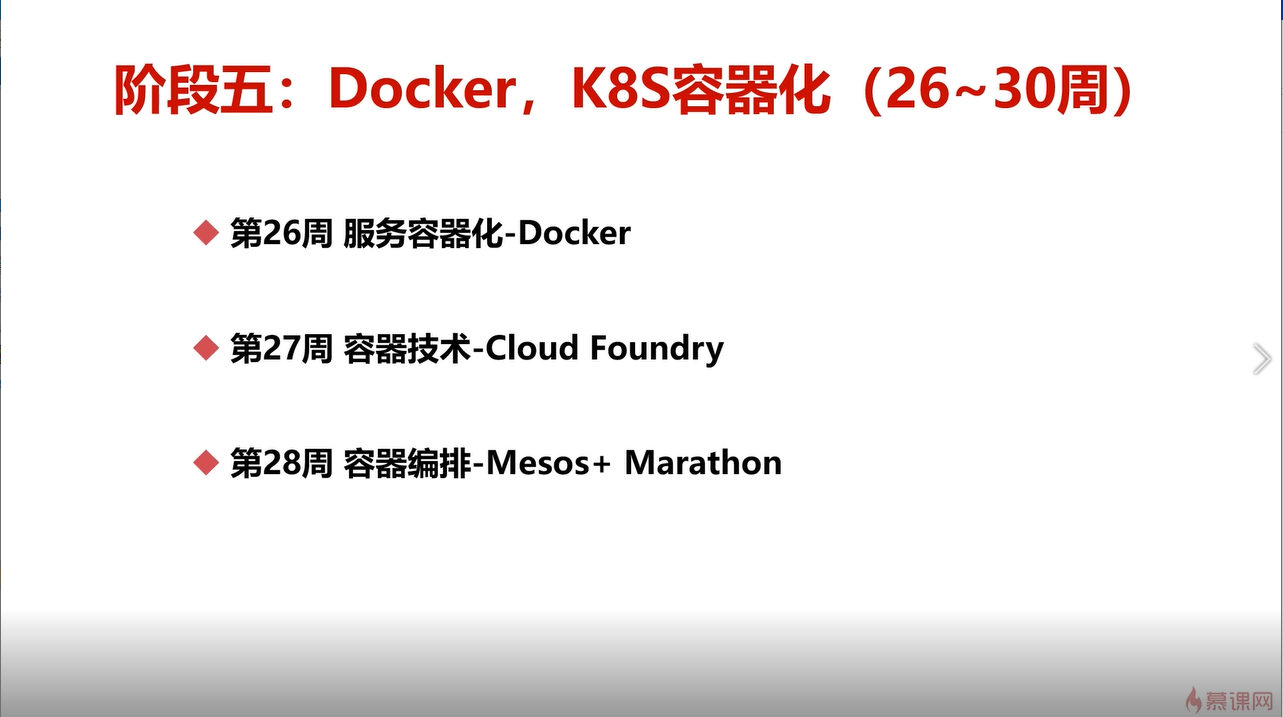 阶段五：Docker，K8S容器化（26~30周）
第26周 服务容器化-Docker
第27周 容器技术-Cloud Foundry
第28周 容器编排-Mesos+ Marathon
慕课网